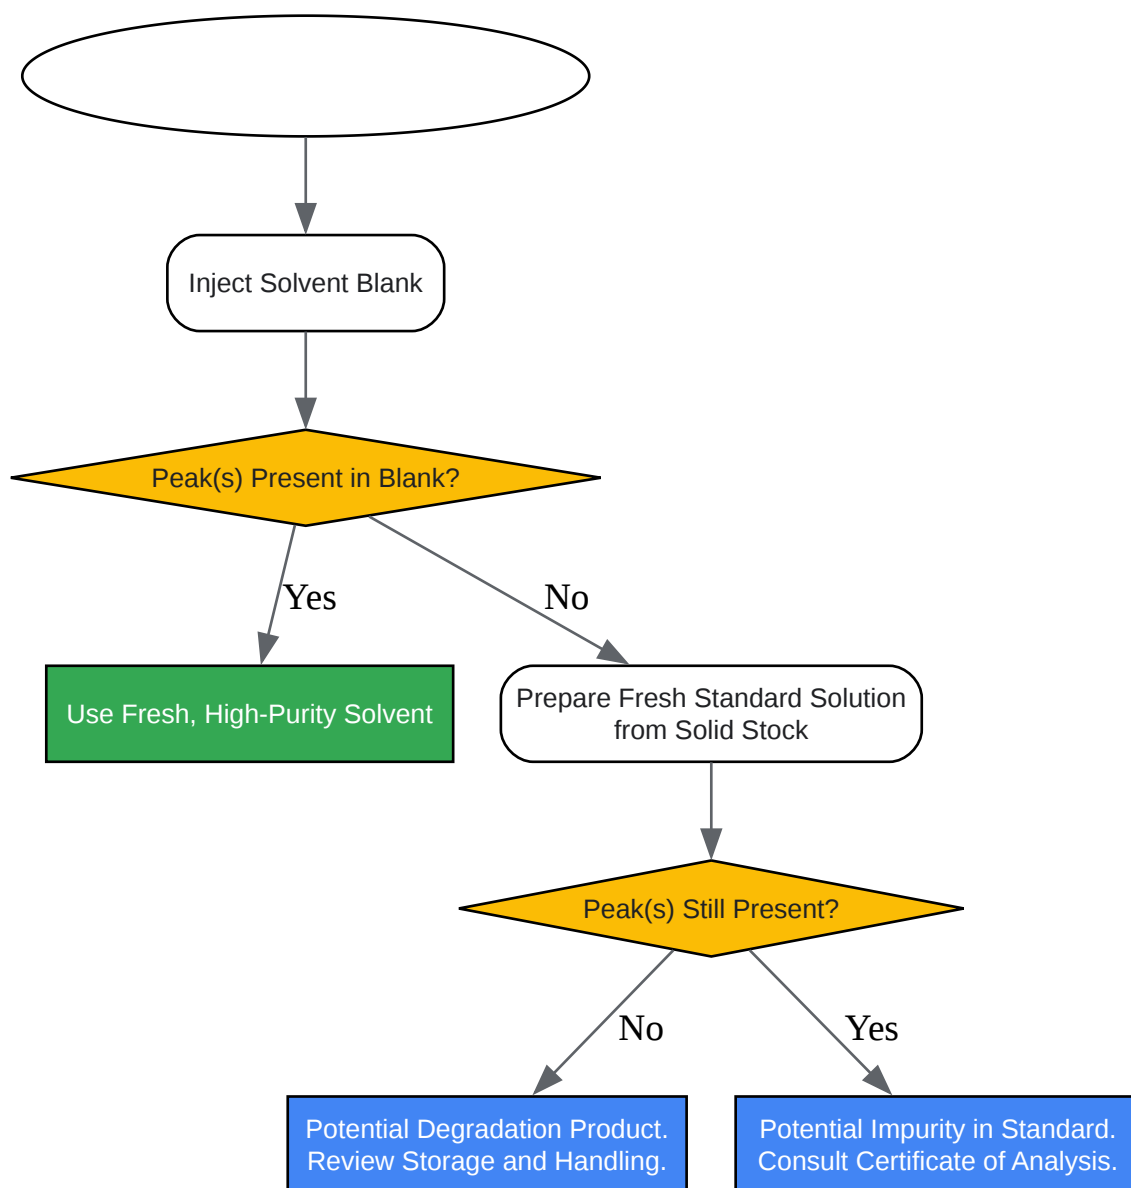 Inject Solvent Blank
Peak(s) Present in Blank?
Yes
No
Use Fresh, High-Purity Solvent
Prepare Fresh Standard Solution
from Solid Stock
Peak(s) Still Present?
No
Yes
Potential Degradation Product.
Review Storage and Handling.
Potential Impurity in Standard.
Consult Certificate of Analysis.